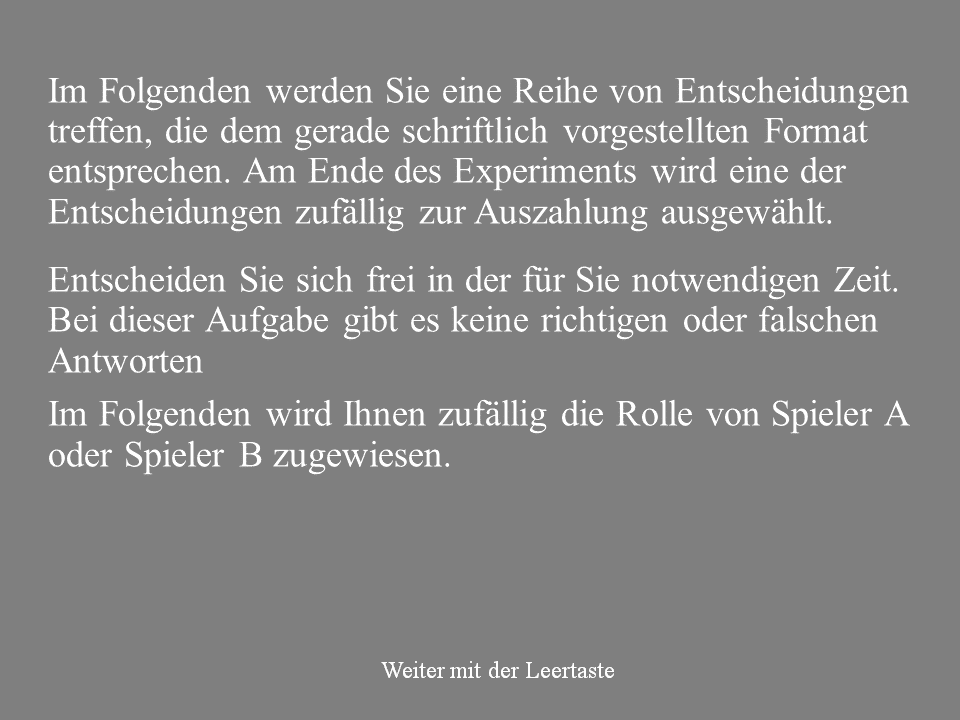 Im Folgenden werden Sie eine Reihe von Entscheidungen
treffen, die dem gerade schriftlich vorgestellten Format
entsprechen. Am Ende des Experiments wird eine der
Entscheidungen zufällig zur Auszahlung ausgewählt.
Entscheiden Sie sich frei in der für Sie notwendigen Zeit.
Bei dieser Aufgabe gibt es keine richtigen oder falschen
Antworten
Im Folgenden wird Ihnen zufällig die Rolle von Spieler A
oder Spieler B zugewiesen.
Weiter mit der Leertaste